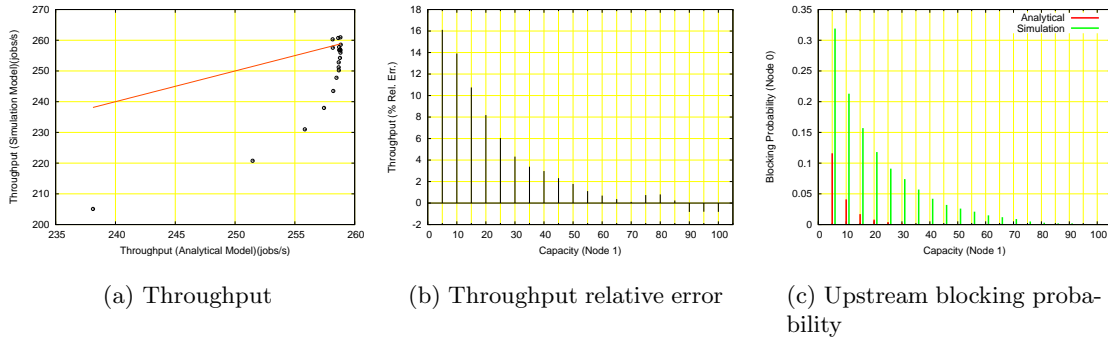 Throughput (Simulation Model)(jobs/s)
270
260
250
240
230
220
210
200
235 240 245 250 255 260
Throughput (Analytical Model)(jobs/s)
(a) Throughput
Throughput (% Rel. Err.)
18
16
14
12
10
8
6
4
2
0
-2
0 10 20 30 40 50 60 70 80 90 100
Capacity (Node 1)
(b) Throughput relative error
Blocking Probability (Node 0)
0.35
0.3
0.25
0.2
0.15
0.1
0.05
0
Analytical
Simulation
0 10 20 30 40 50 60 70 80 90 100
Capacity (Node 1)
(c) Upstream blocking proba-
bility